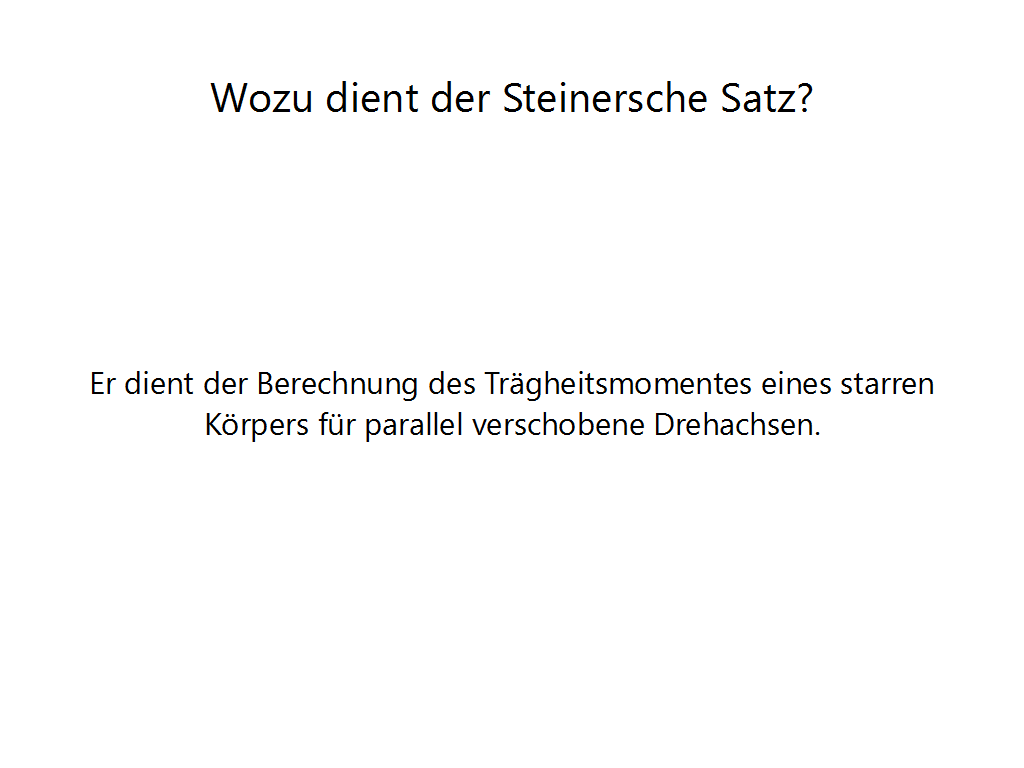 Wozu dient der Steinersche Satz?
Er dient der Berechnung des Trägheitsmomentes eines starren
Körpers für parallel verschobene Drehachsen.